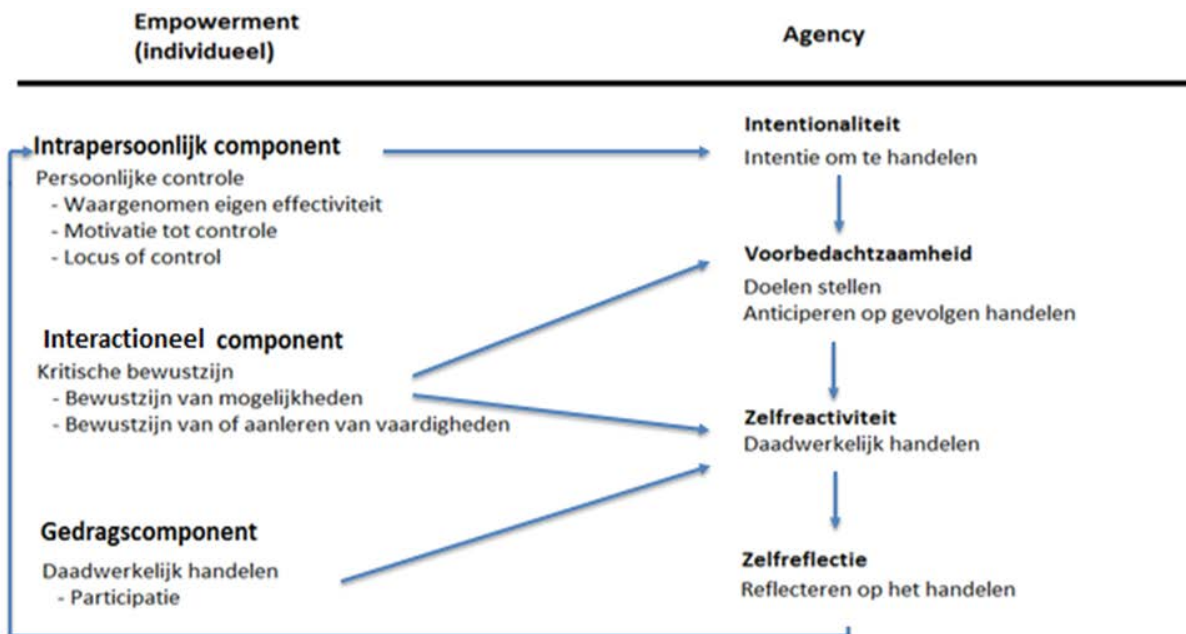 Empowerment
(individueel)
Agency
Intrapersoonlijk component
Persoonlijke controle
- Waargenomen eigen effectiviteit
- Motivatie tot controle
- Locus of control
Interactioneel component
Kritische bewustzijn
- Bewustzijn van mogelijkheden
- Bewustzijn van of aanleren van vaardigheden
Gedragscomponent
Daadwerkelijk handelen
- Participatie
Intentionaliteit
Intentie om te handelen
Voorbedachtzaamheid
Doelen stellen
Anticiperen op gevolgen handelen
Zelfreactiviteit
Daadwerkelijk handelen
Zelfreflectie
Reflecteren op het handelen